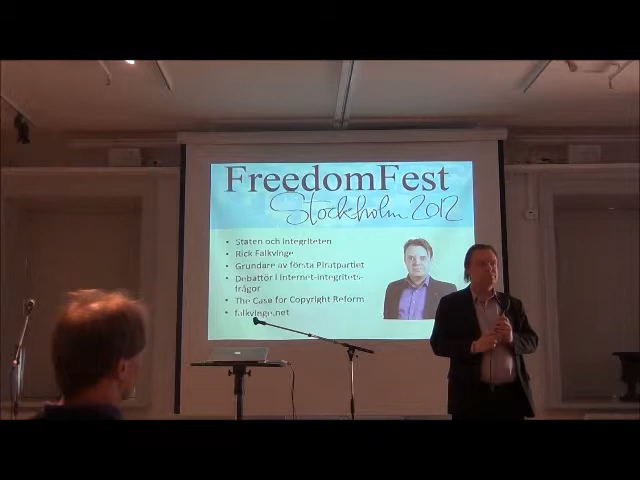 FreedomFest
Stockholm 2012
• Staten och integriteten
• Rick Falkvinge
• Grundare av första Piratpartiet
• Debattör i internet-integritets-
frågor
• The Case for Copyright Reform
• falkvinge.net